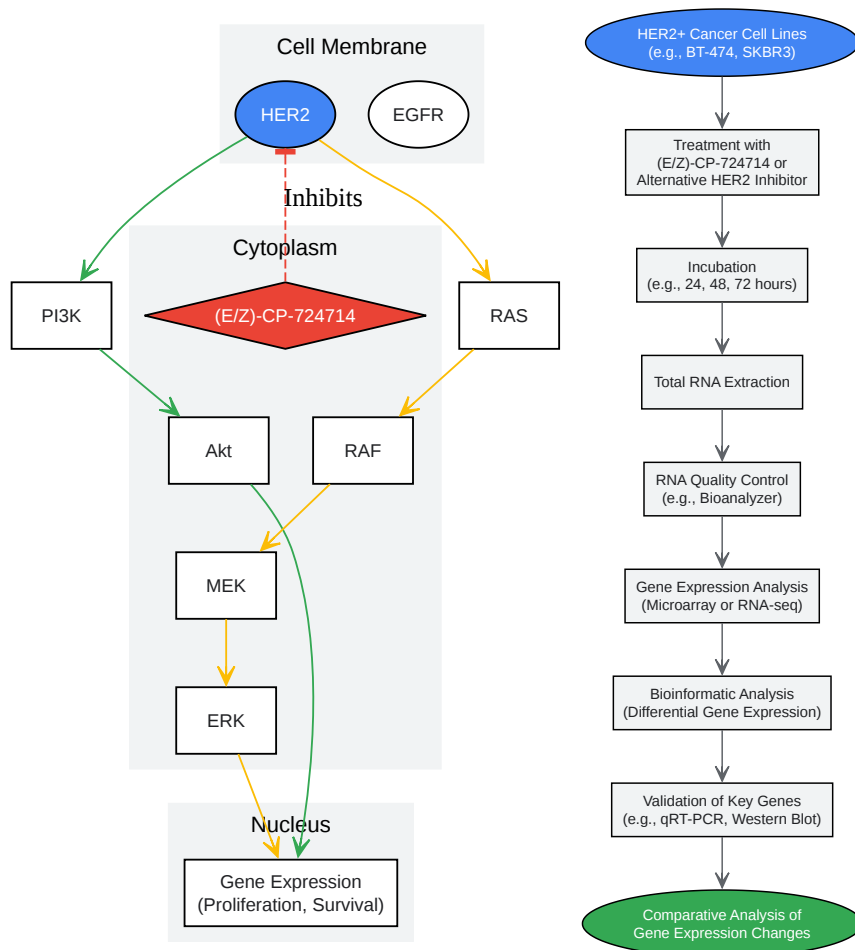 Cell Membrane
HER2
EGFR
Inhibits
Cytoplasm
PI3K
(E/Z)-CP-724714
RAS
Akt
RAF
MEK
ERK
Nucleus
Gene Expression
(Proliferation, Survival)
HER2+ Cancer Cell Lines
(e.g., BT-474, SKBR3)
Treatment with
(E/Z)-CP-724714 or
Alternative HER2 Inhibitor
Incubation
(e.g., 24, 48, 72 hours)
Total RNA Extraction
RNA Quality Control
(e.g., Bioanalyzer)
Gene Expression Analysis
(Microarray or RNA-seq)
Bioinformatic Analysis
(Differential Gene Expression)
Validation of Key Genes
(e.g., qRT-PCR, Western Blot)
Comparative Analysis of
Gene Expression Changes